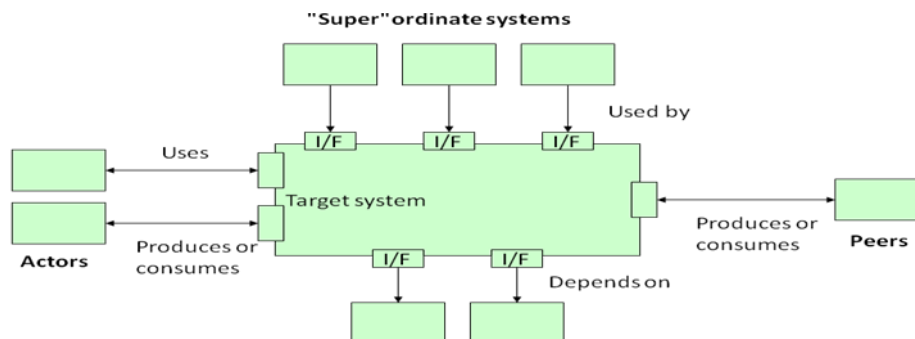 "Super"ordinate systems
Used by
I/F
I/F
I/F
Uses
Target system
Produces or
consumes
Actors
Produces or
consumes
Peers
I/F
I/F
Depends on